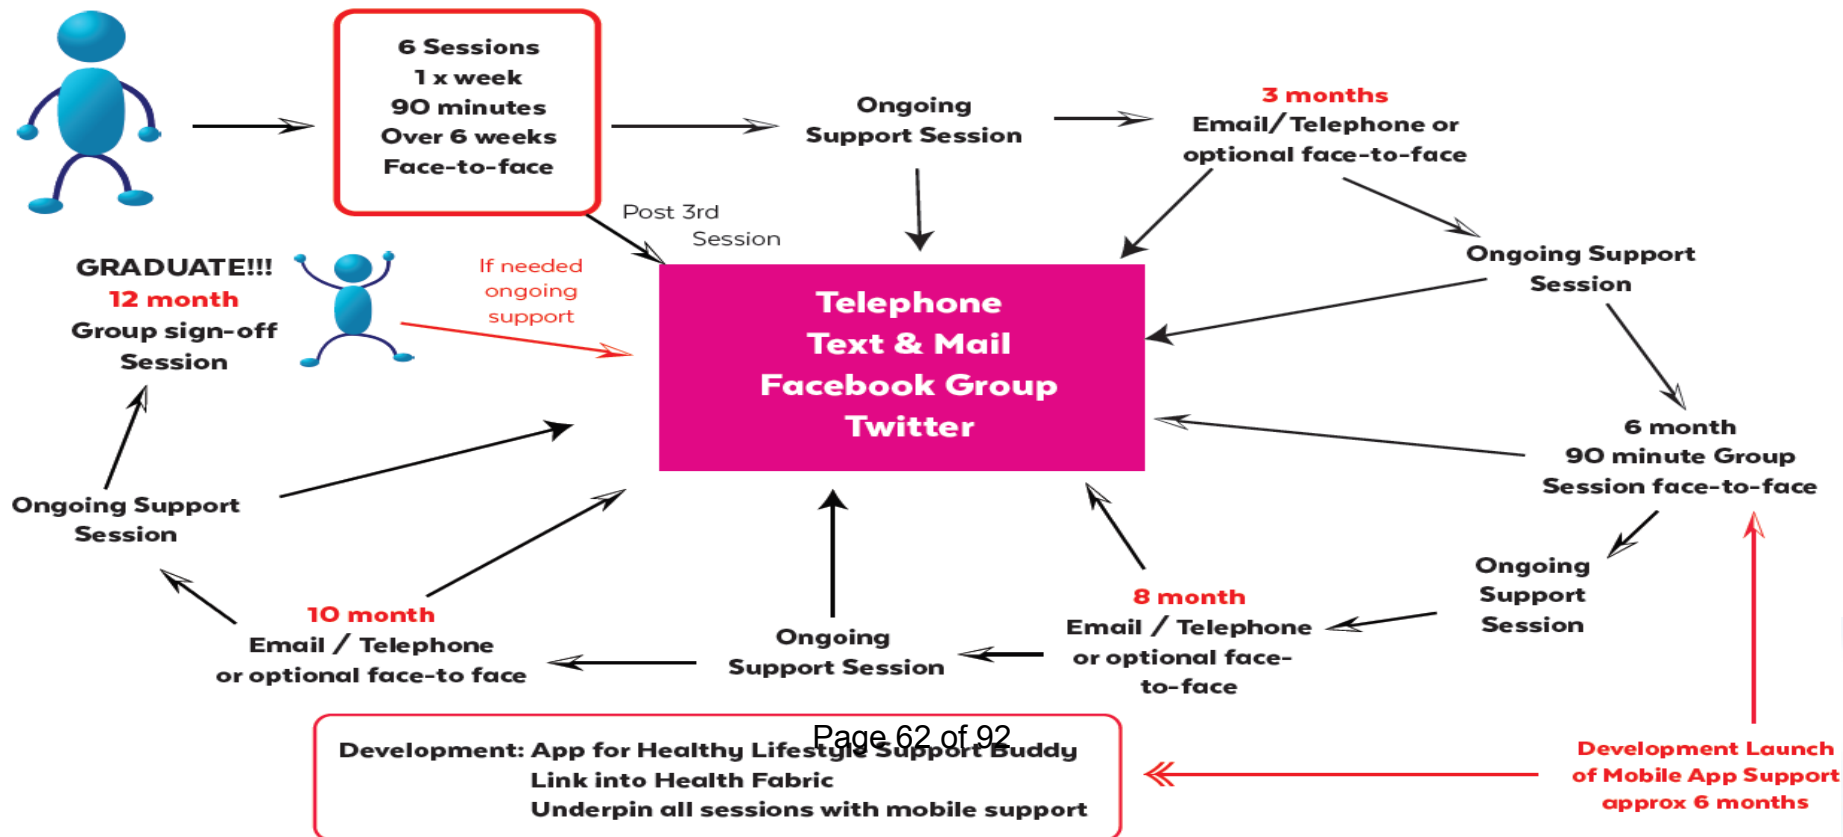 6 Sessions
1 x week
90 minutes
Over 6 weeks
Face-to-face
Ongoing
Support Session
3 months
Email/Telephone or
optional face-to-face
Post 3rd
Session
Ongoing Support
Session
GRADUATE!!!
12 month
Group sign-off
Session
If needed
ongoing
support
Telephone
Text & Mail
Facebook Group
Twitter
6 month
90 minute Group
Session face-to-face
Ongoing Support
Session
Ongoing
Support
Session
8 month
Email / Telephone
or optional face-
to-face
Ongoing
Support Session
10 month
Email / Telephone
or optional face-to face
Page 62 of 92
Development: App for Healthy Lifestyle Support Buddy
Link into Health Fabric
Underpin all sessions with mobile support
Development Launch
of Mobile App Support
approx 6 months